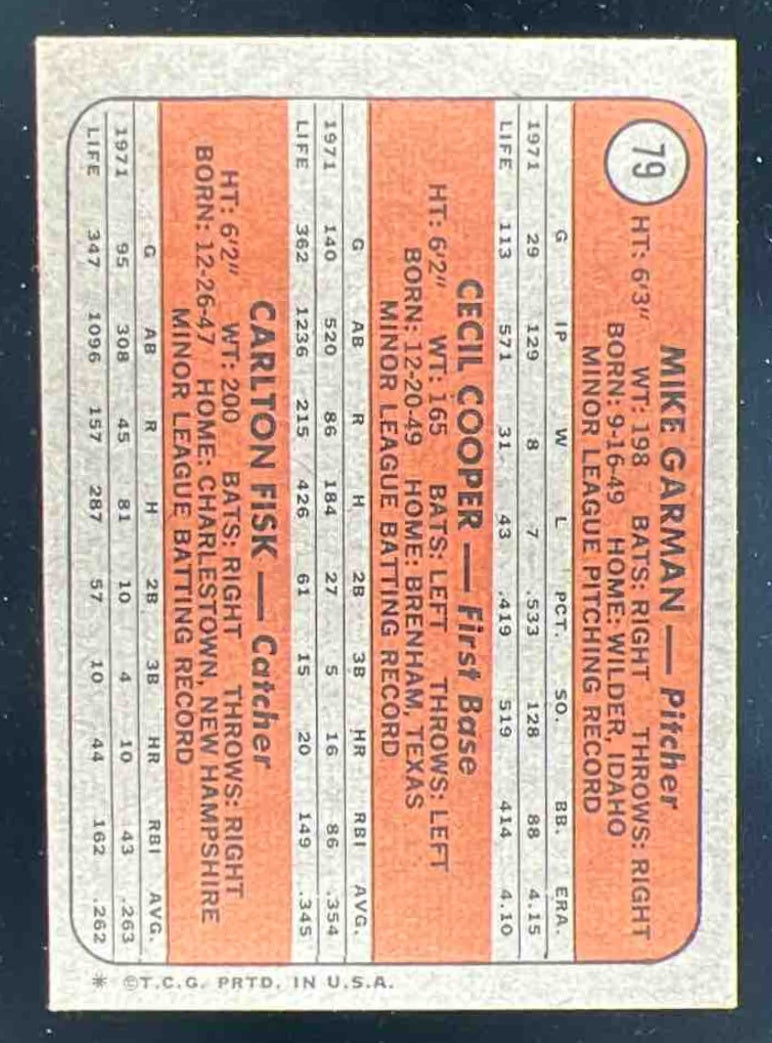 79
MIKE GARMAN — Pitcher
HT: 6'3" WT: 198 BATS: RIGHT THROWS: RIGHT
BORN: 9-16-49 HOME: WILDER, IDAHO
MINOR LEAGUE PITCHING RECORD
G IP W L PCT. SO. BB. ERA.
1971 29 129 8 7 .533 128 88 4.15
LIFE 113 571 31 43 .419 519 414 4.10
CECIL COOPER — First Base
HT: 6'2" WT: 165 BATS: LEFT THROWS: LEFT
BORN: 12-20-49 HOME: BRENHAM, TEXAS
MINOR LEAGUE BATTING RECORD
G AB R H 2B 3B HR RBI AVG.
1971 140 520 86 184 27 5 16 86 .354
LIFE 362 1236 215 426 61 15 20 149 .345
CARLTON FISK — Catcher
HT: 6'2" WT: 200 BATS: RIGHT THROWS: RIGHT
BORN: 12-26-47 HOME: CHARLESTOWN, NEW HAMPSHIRE
MINOR LEAGUE BATTING RECORD
G AB R H 2B 3B HR RBI AVG.
1971 95 308 45 81 10 4 10 43 .263
LIFE 347 1096 157 287 57 10 44 162 .262
* ©T.C.G. PRTD. IN U.S.A.